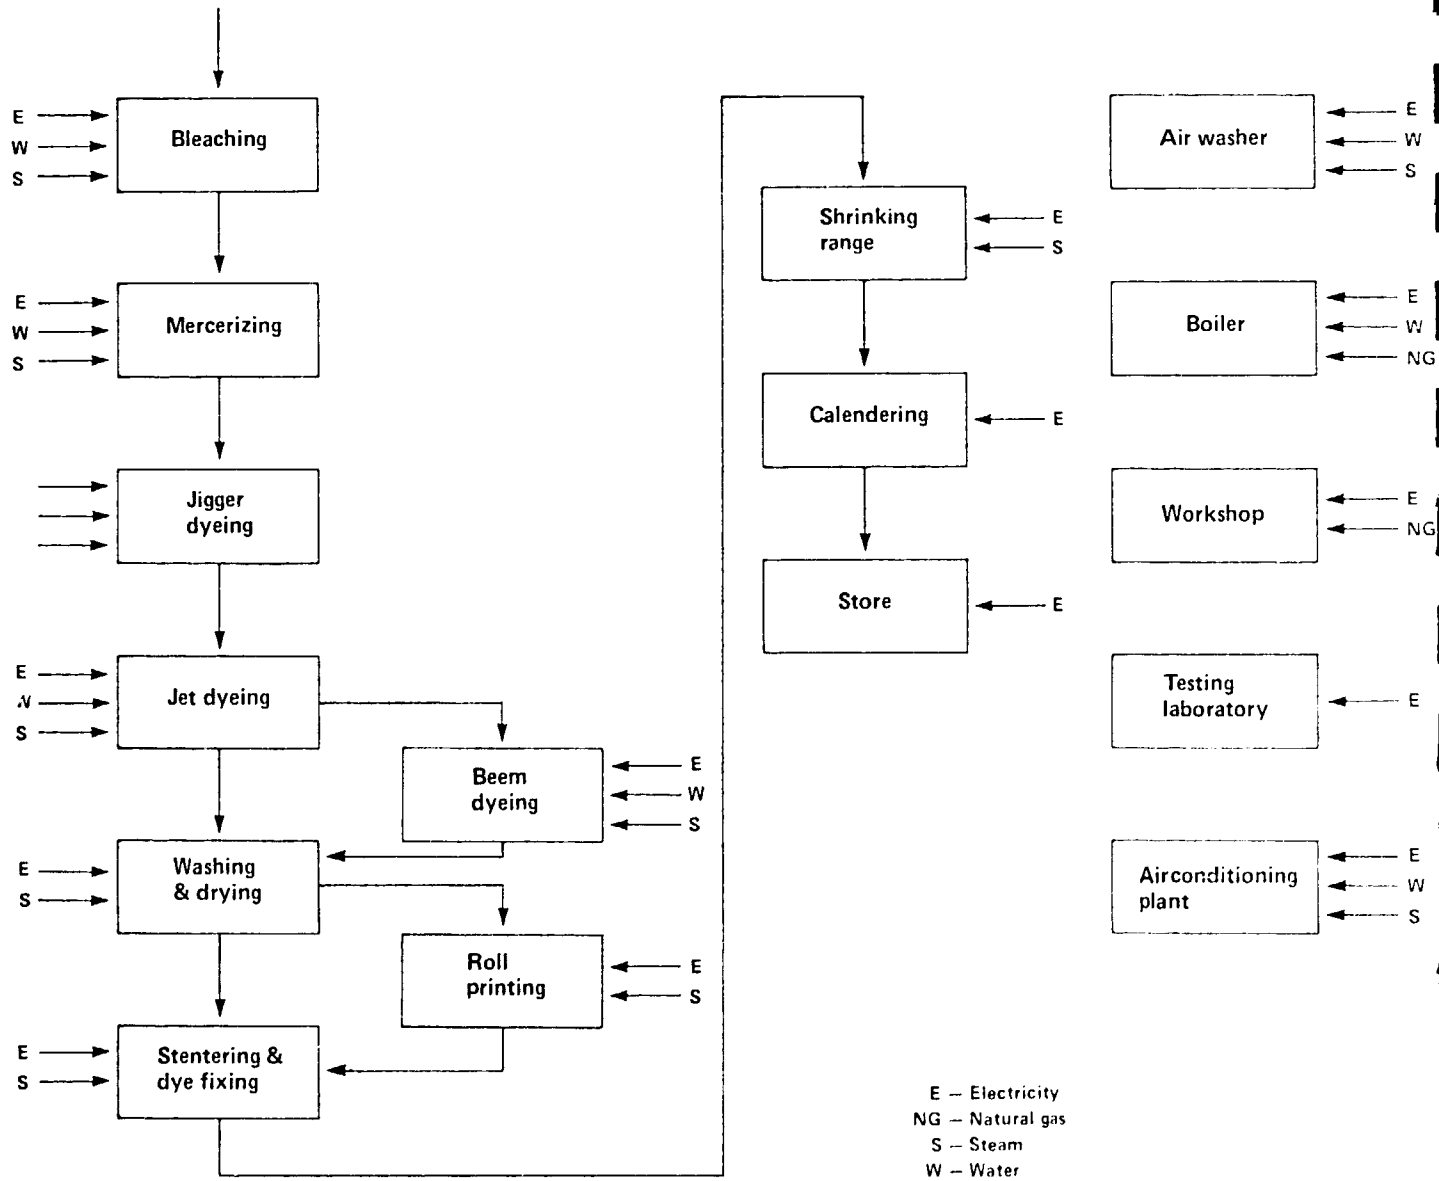 E
W
S
Bleaching
E
W
S
Mercerizing
Jigger
dyeing
E
W
S
Jet dyeing
Beem
dyeing
E
W
S
E
S
Washing
& drying
Roll
printing
E
S
E
S
Stentering &
dye fixing
Shrinking
range
E
S
Calendering
E
Store
E
Air washer
E
W
S
Boiler
E
W
NG
Workshop
E
NG
Testing
laboratory
E
Airconditioning
plant
E
W
S
E — Electricity
NG — Natural gas
S — Steam
W — Water